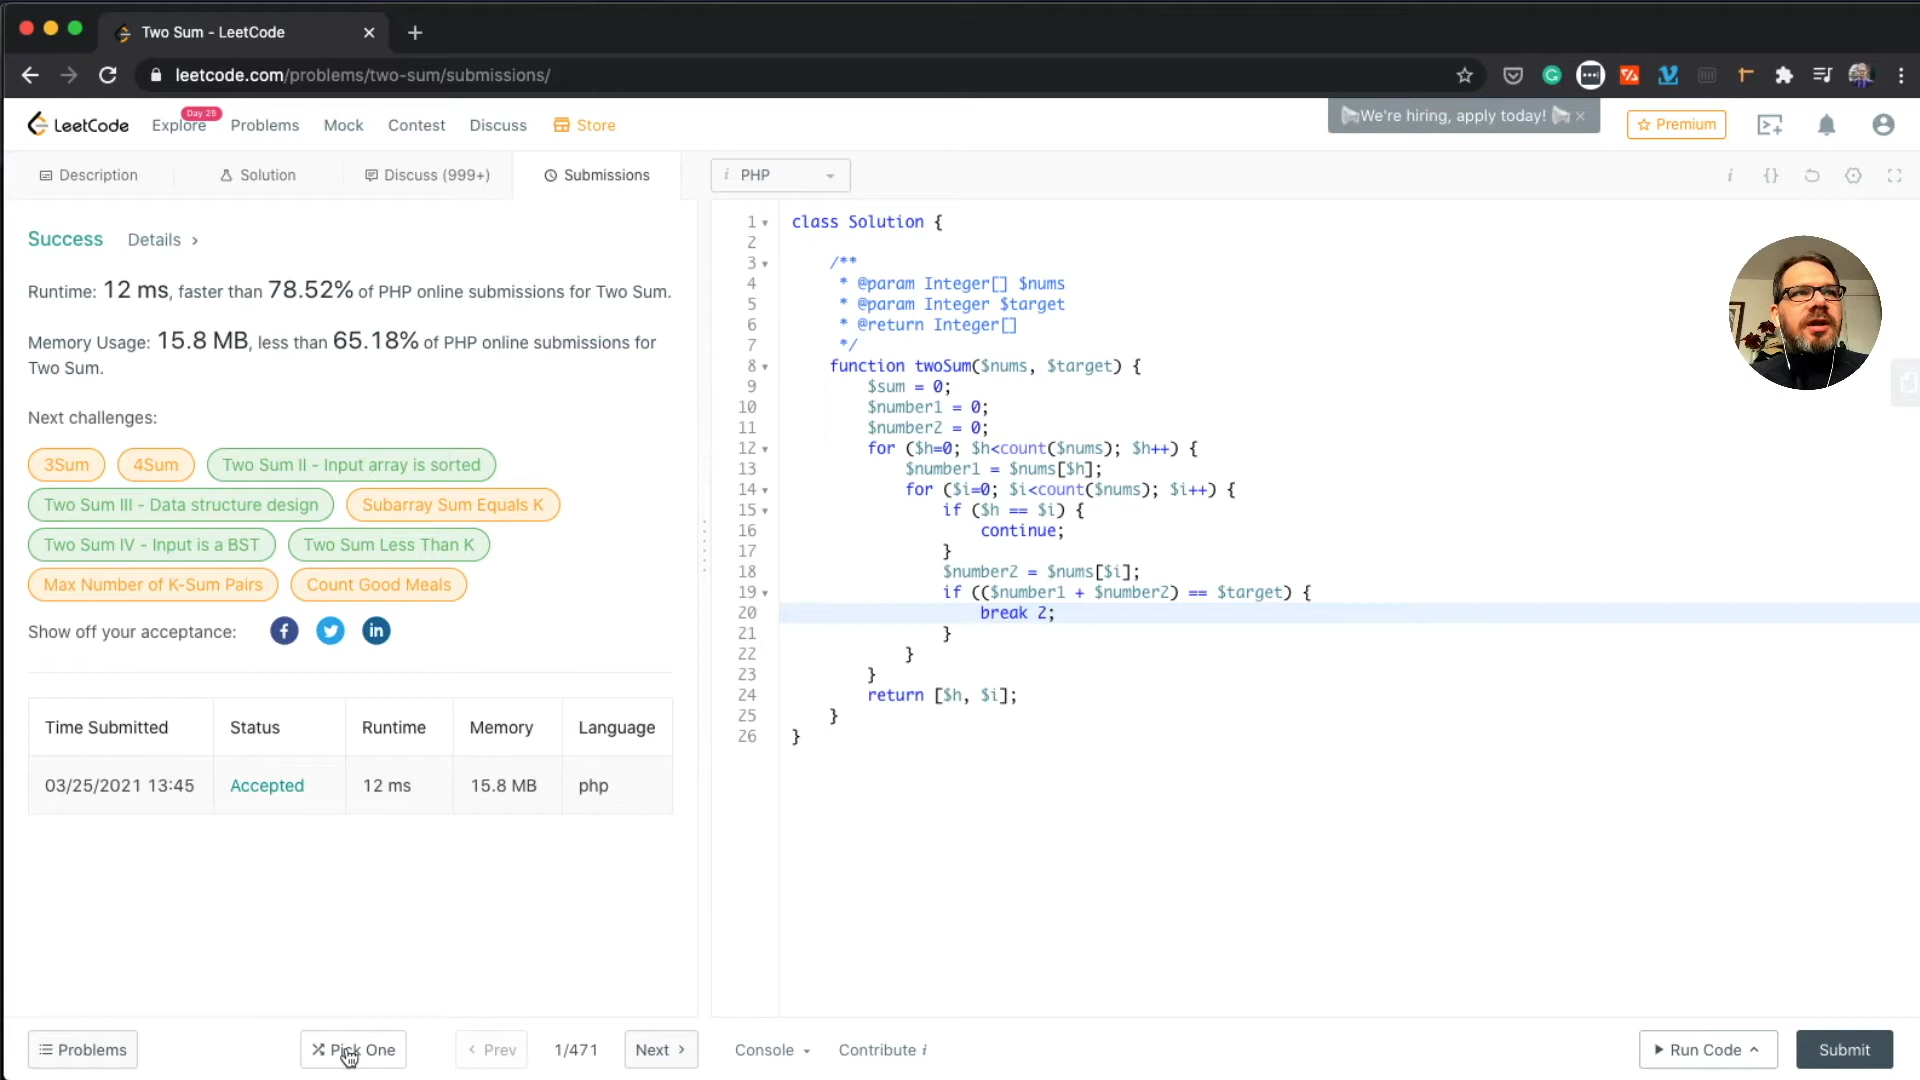 Two Sum - LeetCode
leetcode.com/problems/two-sum/submissions/
LeetCode
Explore
Day 25
Problems
Mock
Contest
Discuss
Store
We're hiring, apply today!
Premium
Description
Solution
Discuss (999+)
Submissions
i PHP
Success Details >
Runtime: 12 ms, faster than 78.52% of PHP online submissions for Two Sum.
Memory Usage: 15.8 MB, less than 65.18% of PHP online submissions for
Two Sum.
Next challenges:
3Sum 4Sum Two Sum II - Input array is sorted
Two Sum III - Data structure design Subarray Sum Equals K
Two Sum IV - Input is a BST Two Sum Less Than K
Max Number of K-Sum Pairs Count Good Meals
Show off your acceptance:
Time Submitted Status Runtime Memory Language
03/25/2021 13:45 Accepted 12 ms 15.8 MB php
1 class Solution {
2
3 /**
4 * @param Integer[] $nums
5 * @param Integer $target
6 * @return Integer[]
7 */
8 function twoSum($nums, $target) {
9 $sum = 0;
10 $number1 = 0;
11 $number2 = 0;
12 for ($h=0; $h<count($nums); $h++) {
13 $number1 = $nums[$h];
14 for ($i=0; $i<count($nums); $i++) {
15 if ($h == $i) {
16 continue;
17 }
18 $number2 = $nums[$i];
19 if (($number1 + $number2) == $target) {
20 break 2;
21 }
22 }
23 }
24 return [$h, $i];
25 }
26 }
Problems
Pick One
< Prev
1/471
Next >
Console
Contribute i
Run Code
Submit